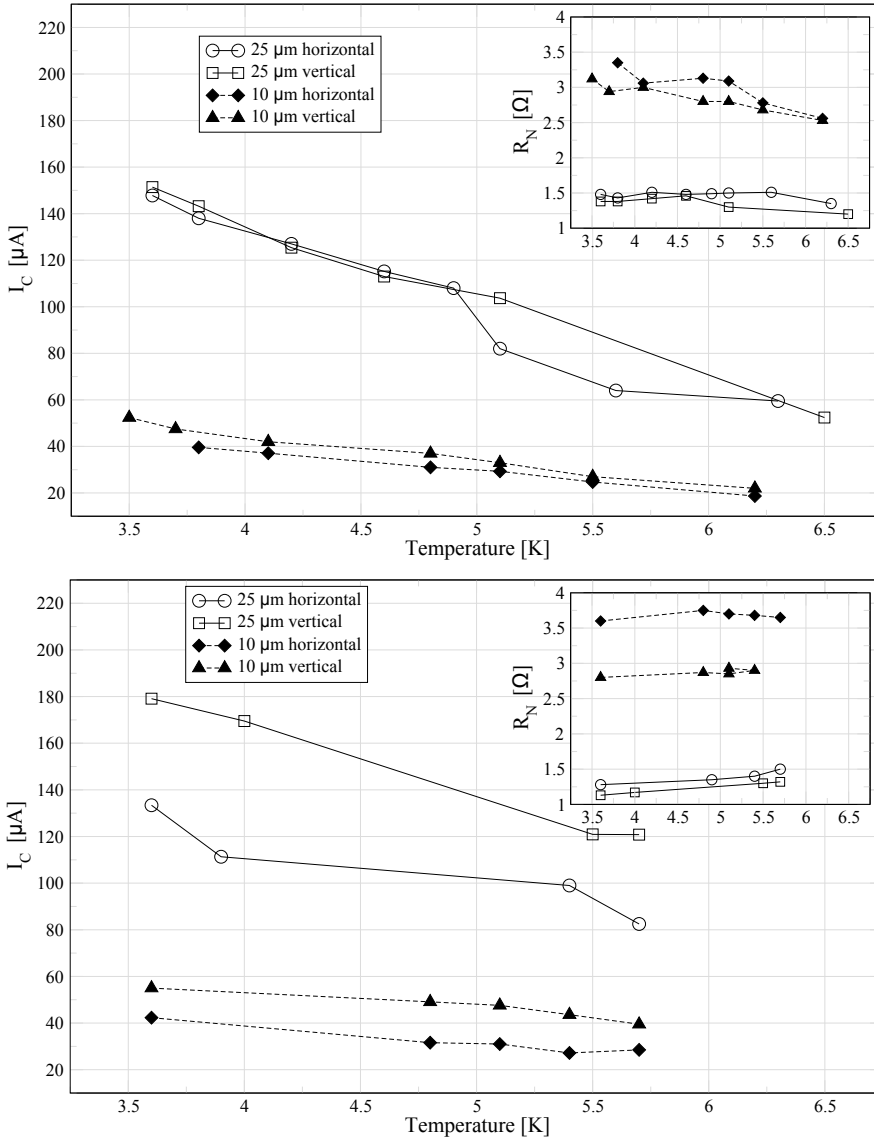 220
200
180
160
140
120
100
80
60
40
20
I_C [µA]
25 µm horizontal
25 µm vertical
10 µm horizontal
10 µm vertical
4
3.5
3
2.5
2
1.5
1
R_N [Ω]
3.5 4 4.5 5 5.5 6 6.5
3.5 4 4.5 5 5.5 6 6.5
Temperature [K]
220
200
180
160
140
120
100
80
60
40
20
I_C [µA]
25 µm horizontal
25 µm vertical
10 µm horizontal
10 µm vertical
4
3.5
3
2.5
2
1.5
1
R_N [Ω]
3.5 4 4.5 5 5.5 6 6.5
3.5 4 4.5 5 5.5 6 6.5
Temperature [K]